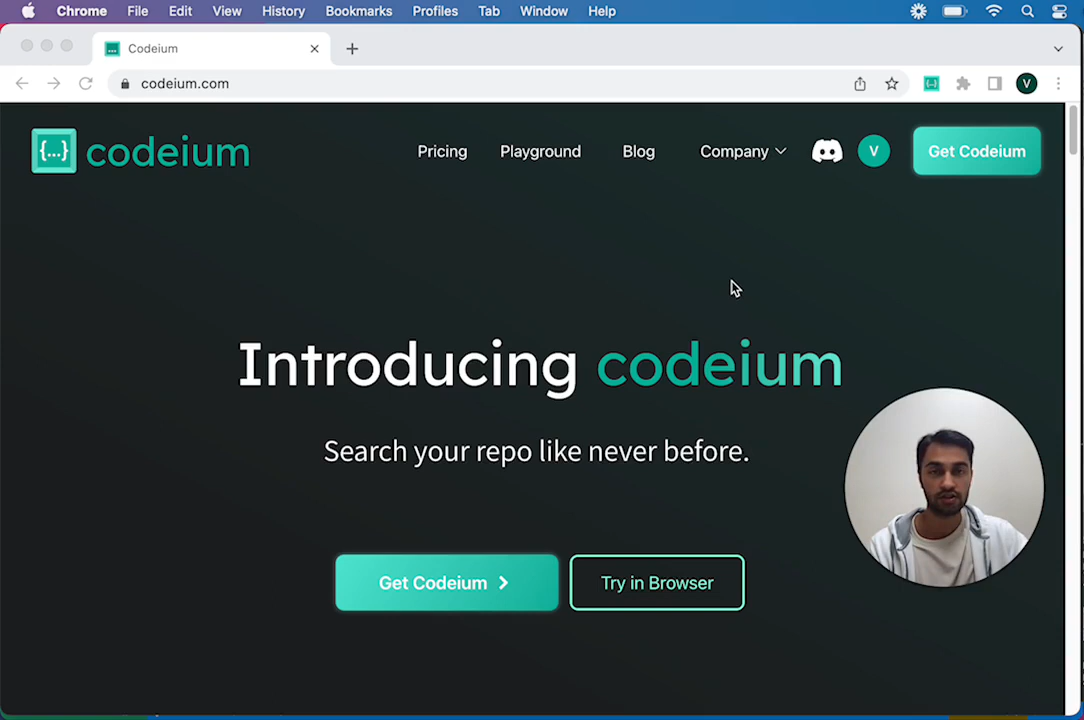 Chrome File Edit View History Bookmarks Profiles Tab Window Help
Codeium
codeium.com
V
{...} codeium
Pricing Playground Blog Company V Get Codeium
Introducing codeium
Search your repo like never before.
Get Codeium
Try in Browser